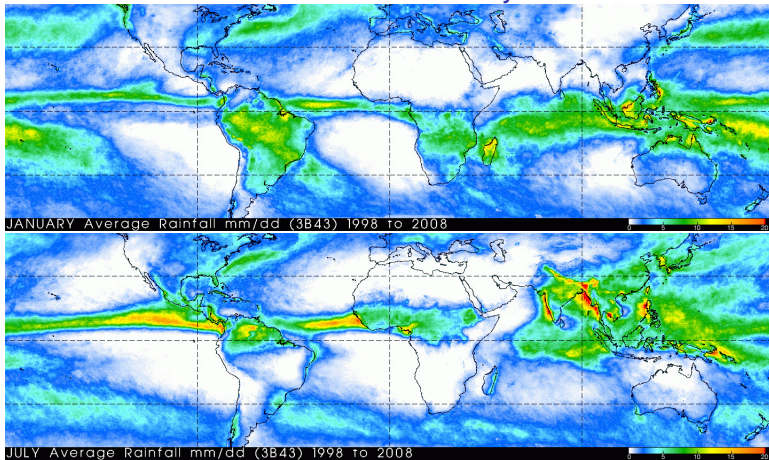 JANUARY Average Rainfall mm/dd (3B43) 1998 to 2008
0 5 10 15 20
JULY Average Rainfall mm/dd (3B43) 1998 to 2008
0 5 10 15 20